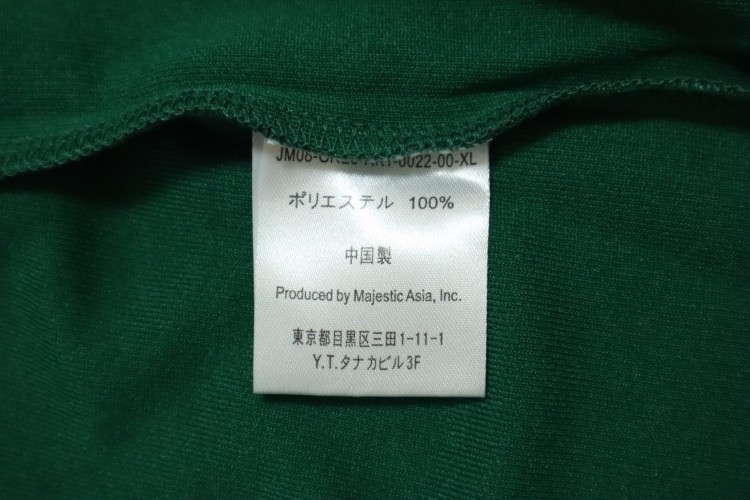 ポリエステル 100%
中国製
Produced by Majestic Asia, Inc.
東京都目黒区三田1-11-1
Y.T.タナカビル3F